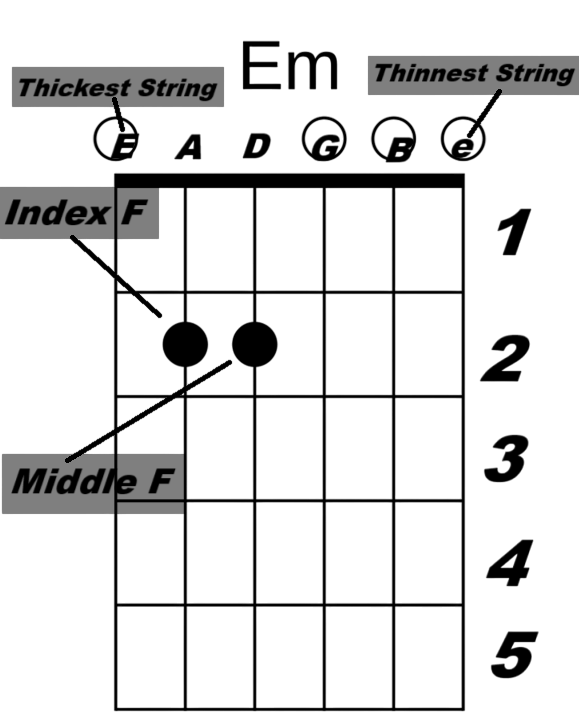 Em
Thickest String
Thinnest String
E A D G B e
Index F
1
2
3
Middle F
4
5